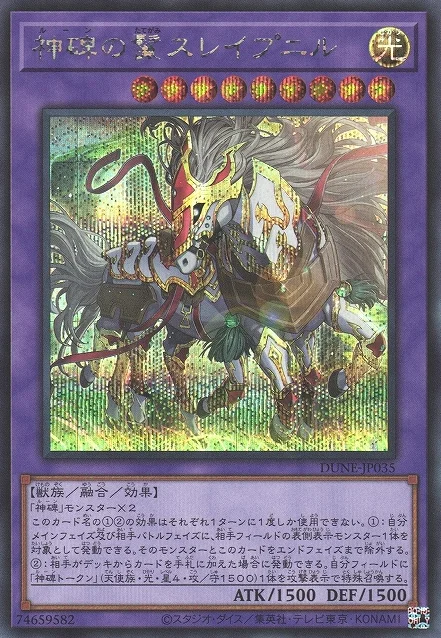 神碑の鬣スレイプニル
光
DUNE-JP035
【獣族／融合／効果】
「神碑」モンスター×2
このカード名の①②の効果はそれぞれ1ターンに1度しか使用できない。①：自分
メインフェイズ及び相手バトルフェイズに、相手フィールドの表側表示モンスター1体を
対象として発動できる。そのモンスターとこのカードをエンドフェイズまで除外する。
②：相手がデッキからカードを手札に加えた場合に発動できる。自分フィールドに
「神碑トークン」（天使族・光・星4・攻／守1500）1体を攻撃表示で特殊召喚する。
ATK/1500 DEF/1500
74659582 ©スタジオ・ダイス／集英社・テレビ東京・KONAMI